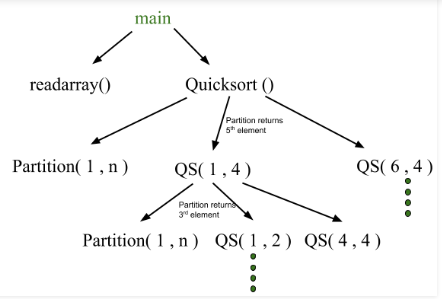 main
readarray()
Quicksort ()
Partition returns
5th element
Partition( 1 , n )
QS( 1 , 4 )
QS( 6 , 4 )
Partition returns
3rd element
Partition( 1 , n )
QS( 1 , 2 )
QS( 4 , 4 )